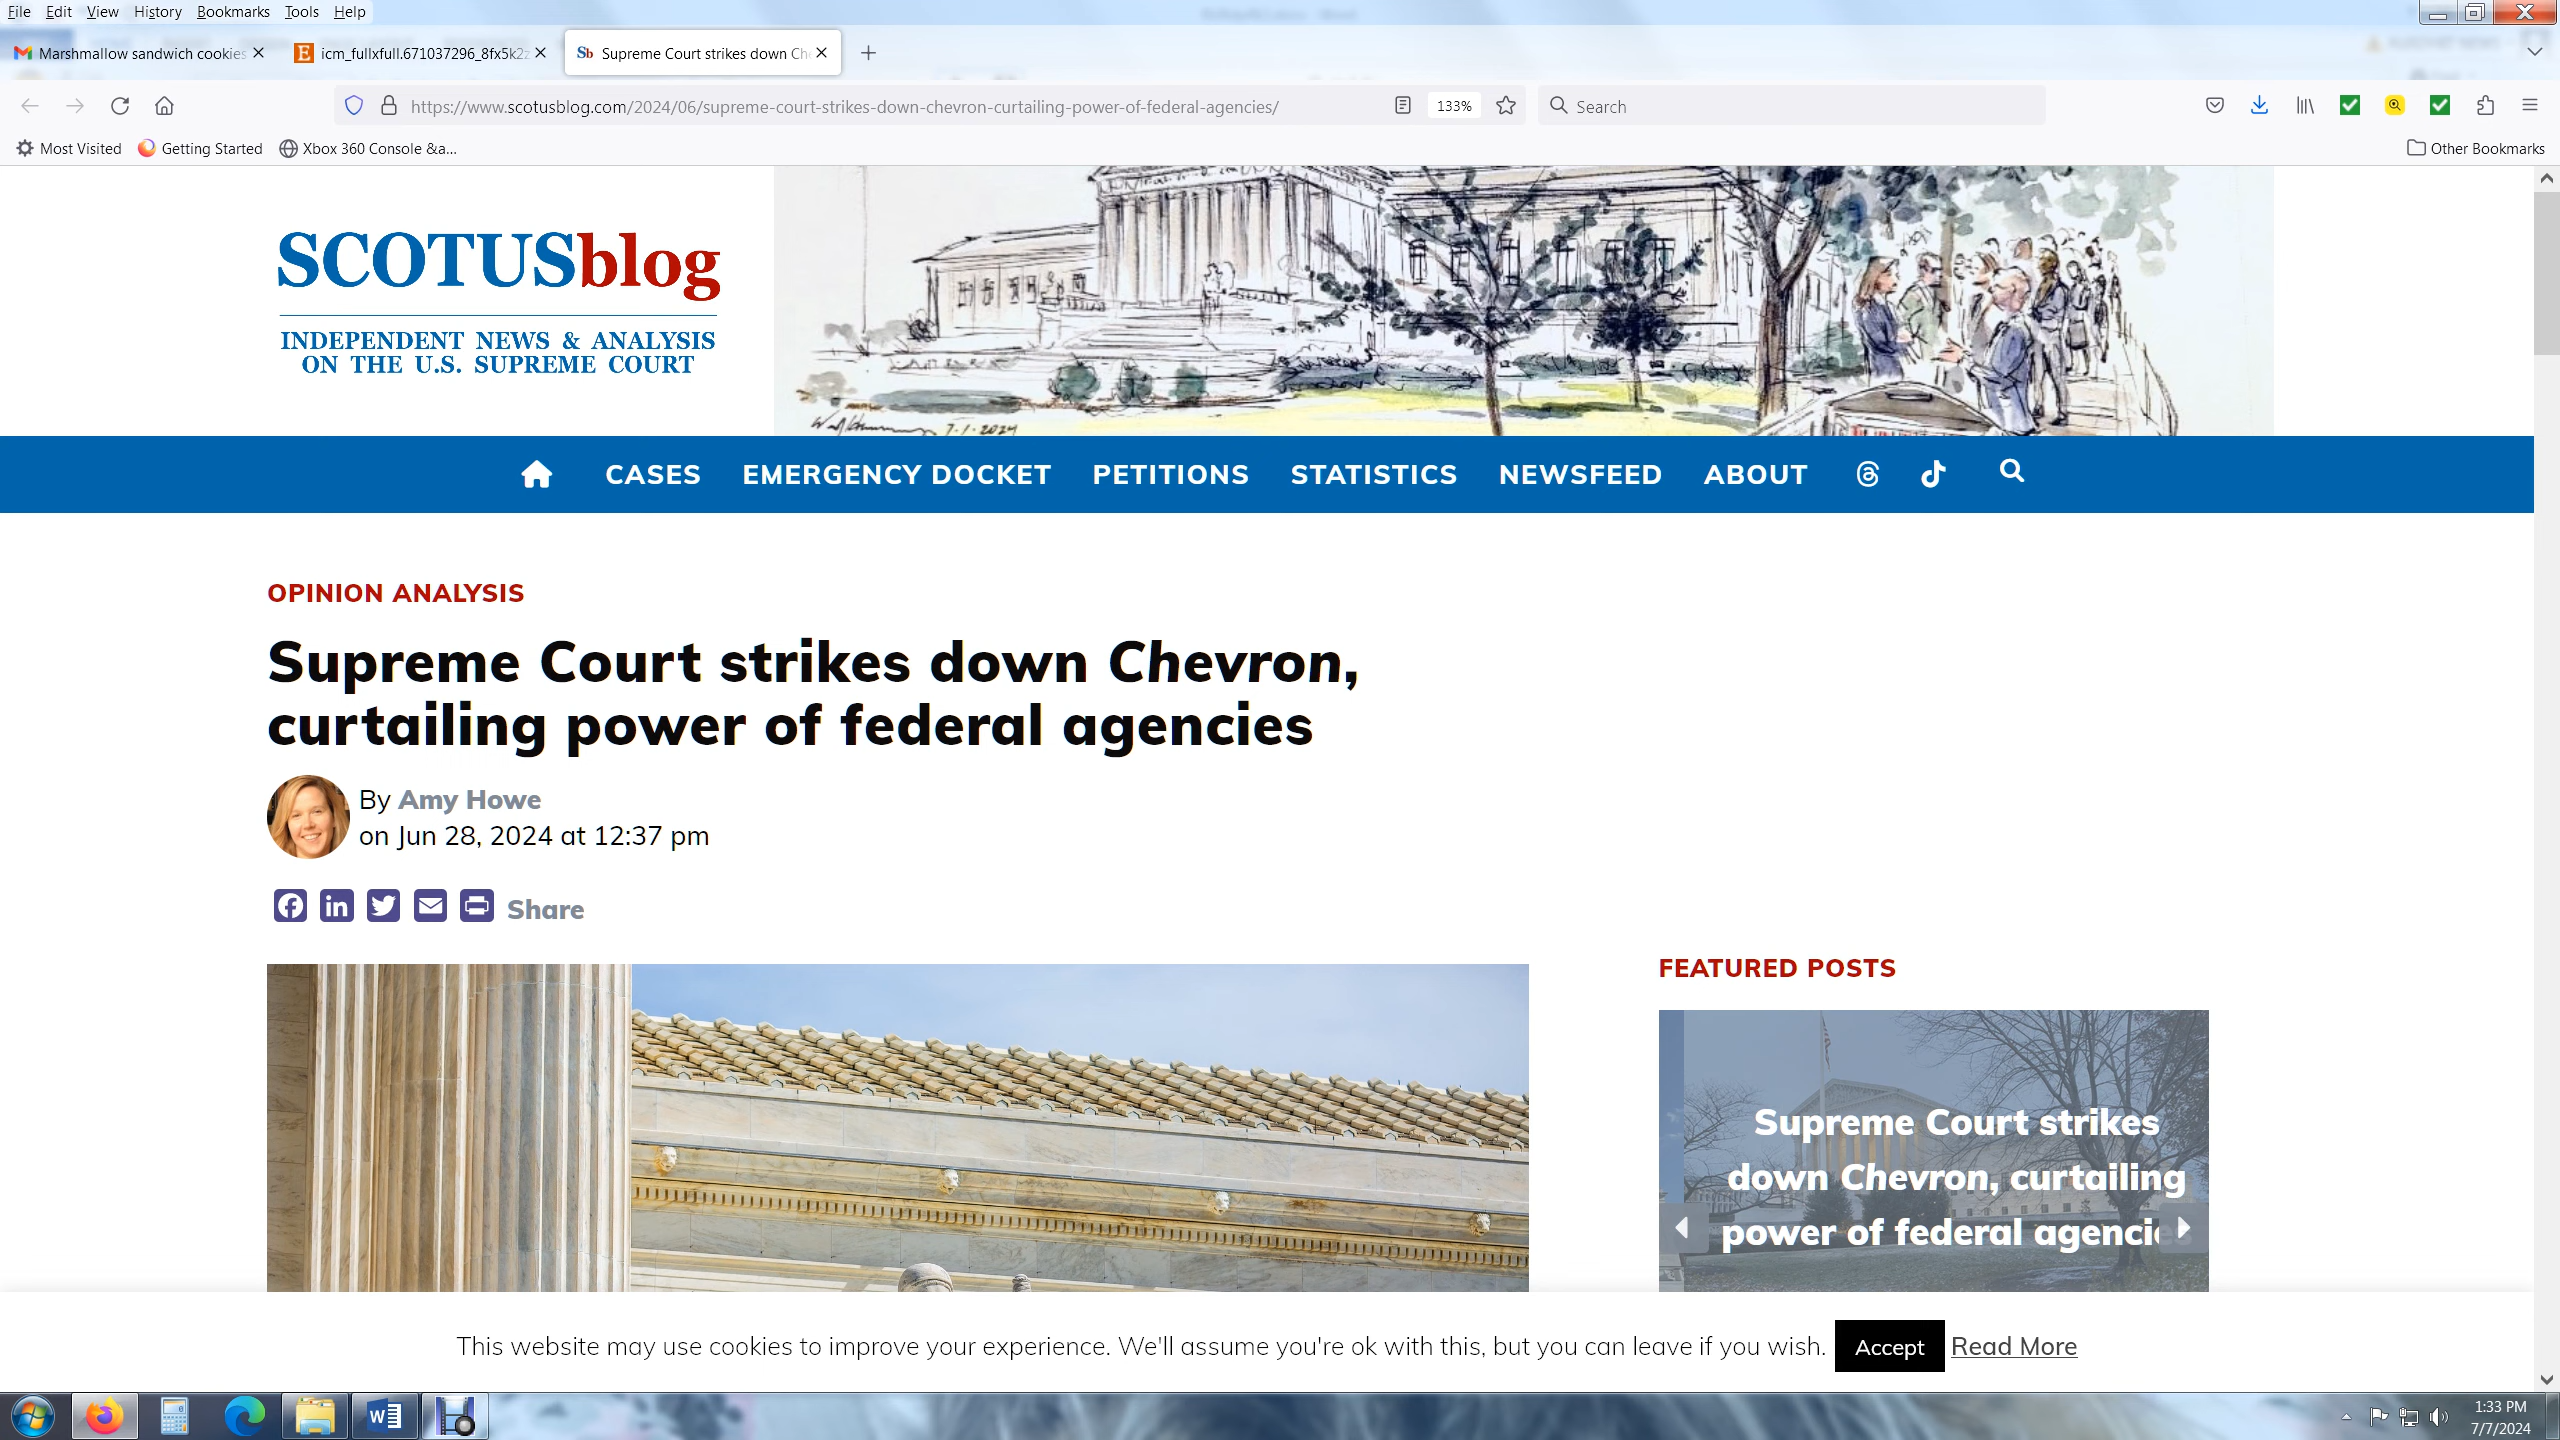 File Edit View History Bookmarks Tools Help
Marshmallow sandwich cookies
icm_fullxfull.671037296_8fx5k2z
Supreme Court strikes down Che
https://www.scotusblog.com/2024/06/supreme-court-strikes-down-chevron-curtailing-power-of-federal-agencies/
133%
Search
Most Visited
Getting Started
Xbox 360 Console &a...
Other Bookmarks
SCOTUSblog
INDEPENDENT NEWS & ANALYSIS
ON THE U.S. SUPREME COURT
7-1-2024
CASES EMERGENCY DOCKET PETITIONS STATISTICS NEWSFEED ABOUT
OPINION ANALYSIS
Supreme Court strikes down Chevron,
curtailing power of federal agencies
By Amy Howe
on Jun 28, 2024 at 12:37 pm
Share
FEATURED POSTS
Supreme Court strikes
down Chevron, curtailing
power of federal agenci
This website may use cookies to improve your experience. We'll assume you're ok with this, but you can leave if you wish.
Accept
Read More
1:33 PM
7/7/2024